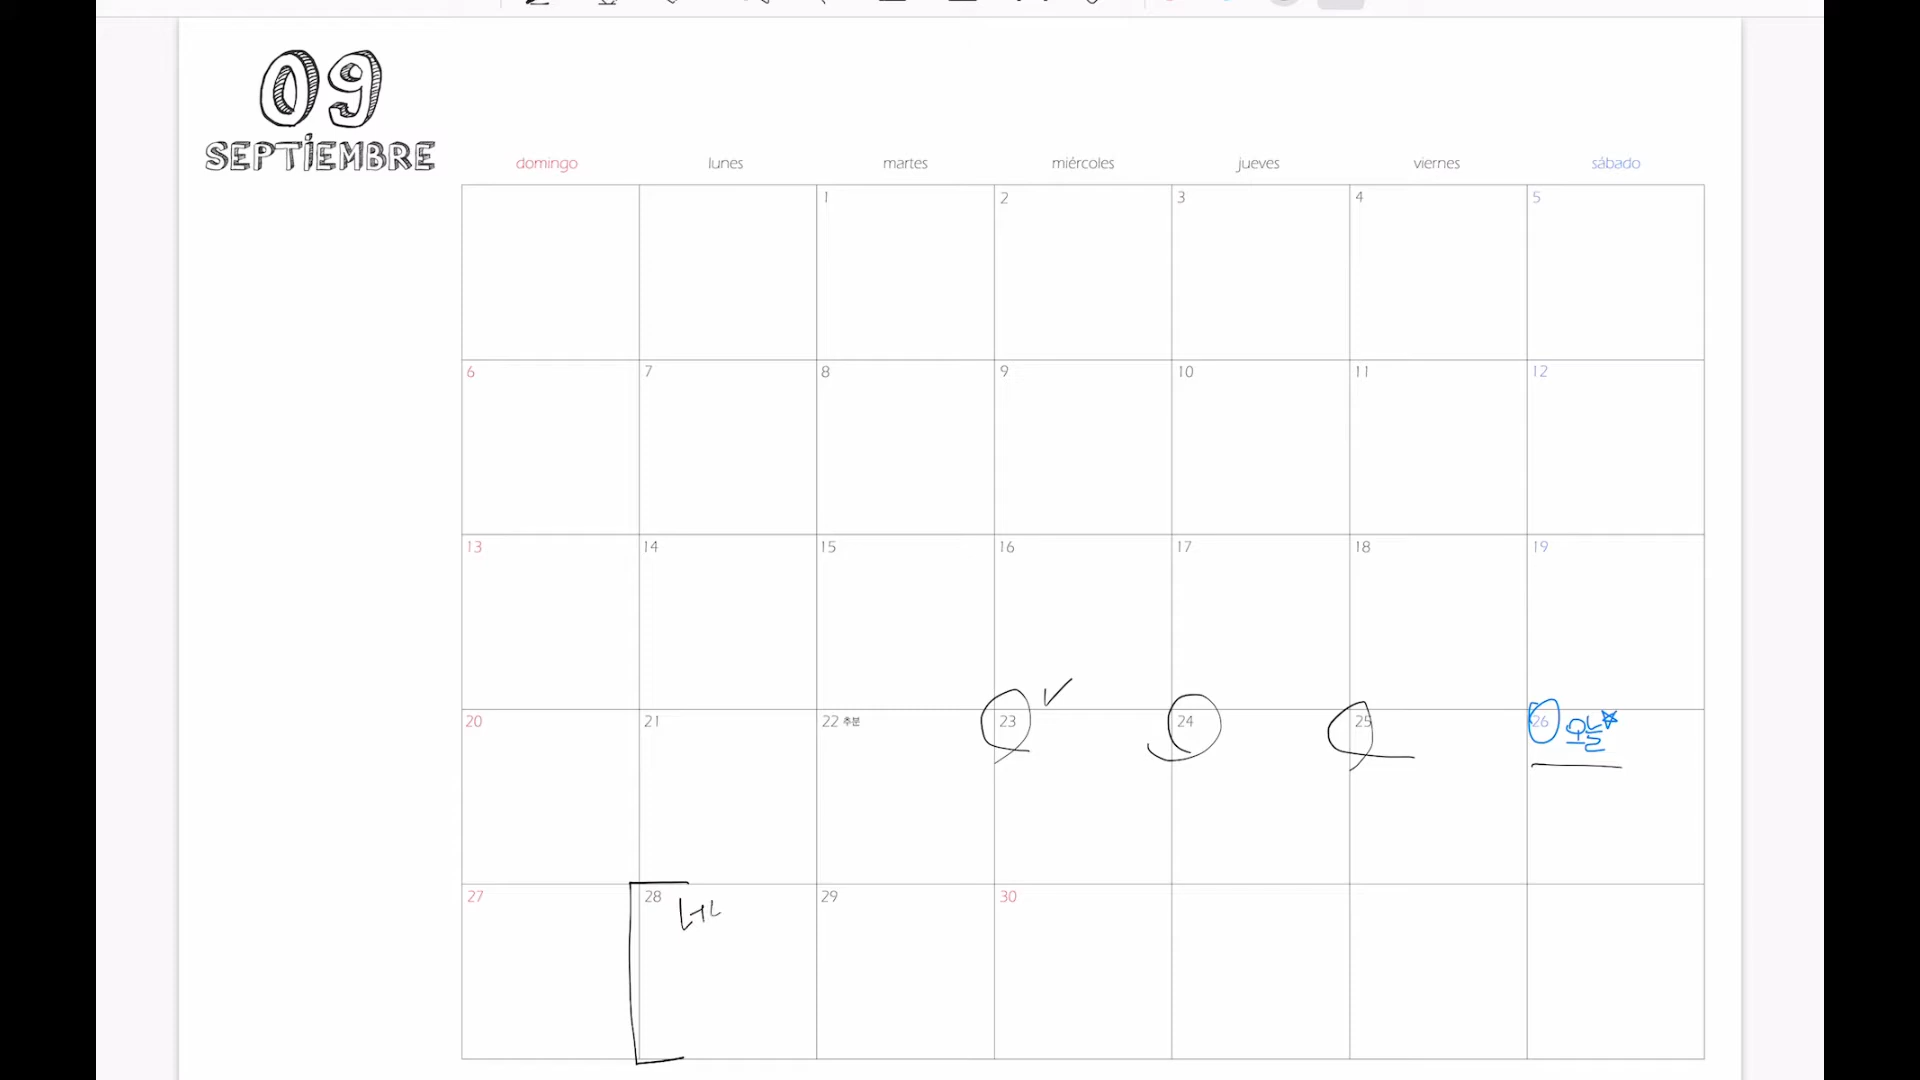 09
SEPTIEMBRE
domingo lunes martes miércoles jueves viernes sábado
1 2 3 4 5
6 7 8 9 10 11 12
13 14 15 16 17 18 19
20 21 22 추분 23 24 25 26 오늘
27 28 29 30